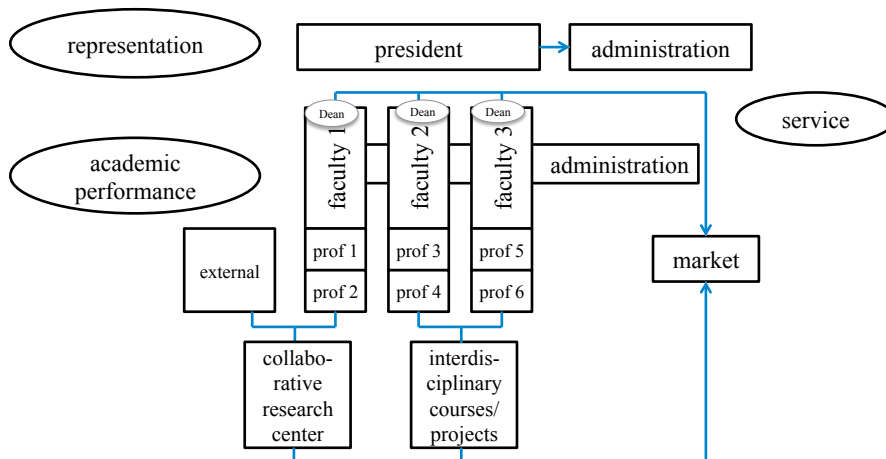 representation
president
administration
Dean
Dean
Dean
service
faculty 1
faculty 2
faculty 3
academic
performance
administration
prof 1
prof 3
prof 5
external
market
prof 2
prof 4
prof 6
collabo-
rative
research
center
interdis-
ciplinary
courses/
projects